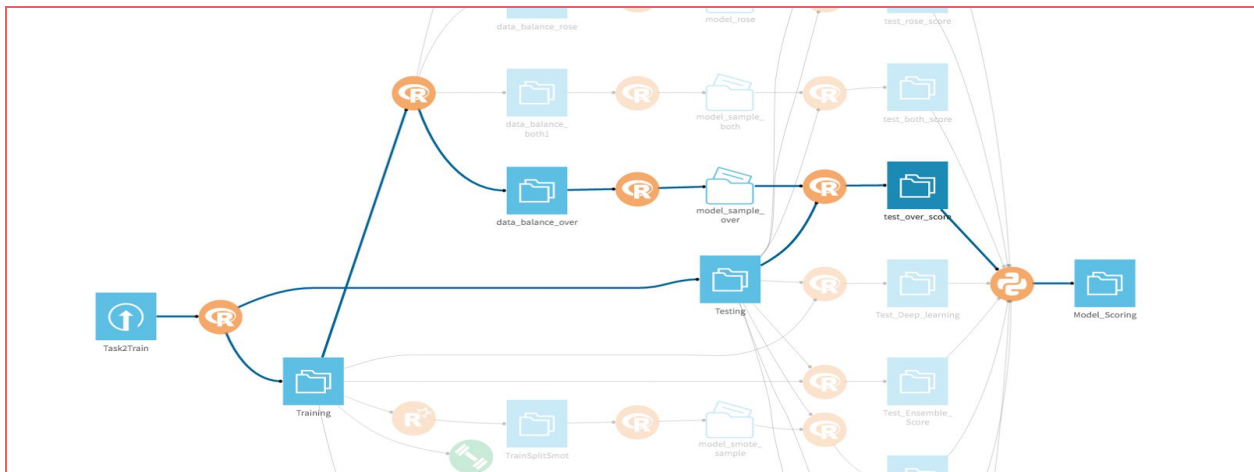 data_balance_rose
model_rose
test_rose_score
data_balance_
both1
model_sample_
both
test_both_score
data_balance_over
model_sample_
over
test_over_score
Task2Train
Testing
Test_Deep_learning
Model_Scoring
Training
Test_Ensemble_
Score
TrainSplitSmot
model_smote_
sample